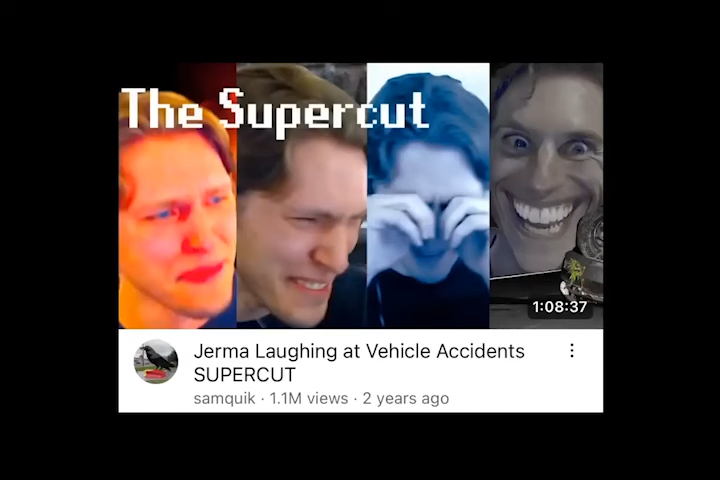 The Supercut
1:08:37
Jerma Laughing at Vehicle Accidents
SUPERCUT
samquik · 1.1M views · 2 years ago